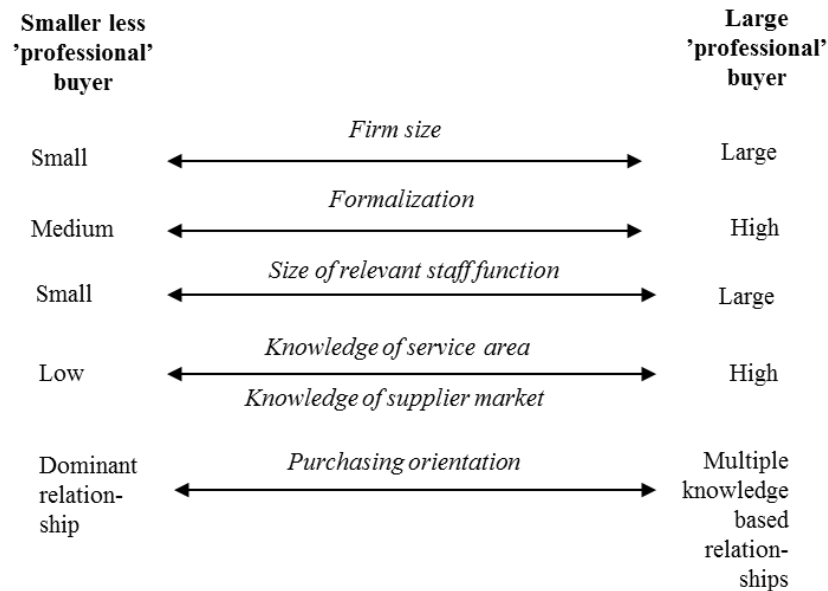 Smaller less
’professional’
buyer
Large
’professional’
buyer
Firm size
Small
Large
Formalization
Medium
High
Size of relevant staff function
Small
Large
Knowledge of service area
Low
High
Knowledge of supplier market
Dominant
relation-
ship
Purchasing orientation
Multiple
knowledge
based
relation-
ships